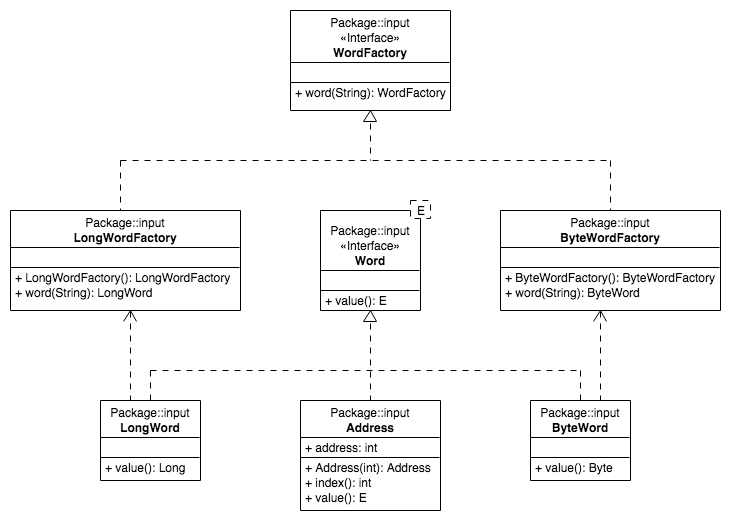 Package::input
«Interface»
WordFactory
+ word(String): WordFactory
Package::input
LongWordFactory
+ LongWordFactory(): LongWordFactory
+ word(String): LongWord
E
Package::input
«Interface»
Word
+ value(): E
Package::input
ByteWordFactory
+ ByteWordFactory(): ByteWordFactory
+ word(String): ByteWord
Package::input
LongWord
+ value(): Long
Package::input
Address
+ address: int
+ Address(int): Address
+ index(): int
+ value(): E
Package::input
ByteWord
+ value(): Byte